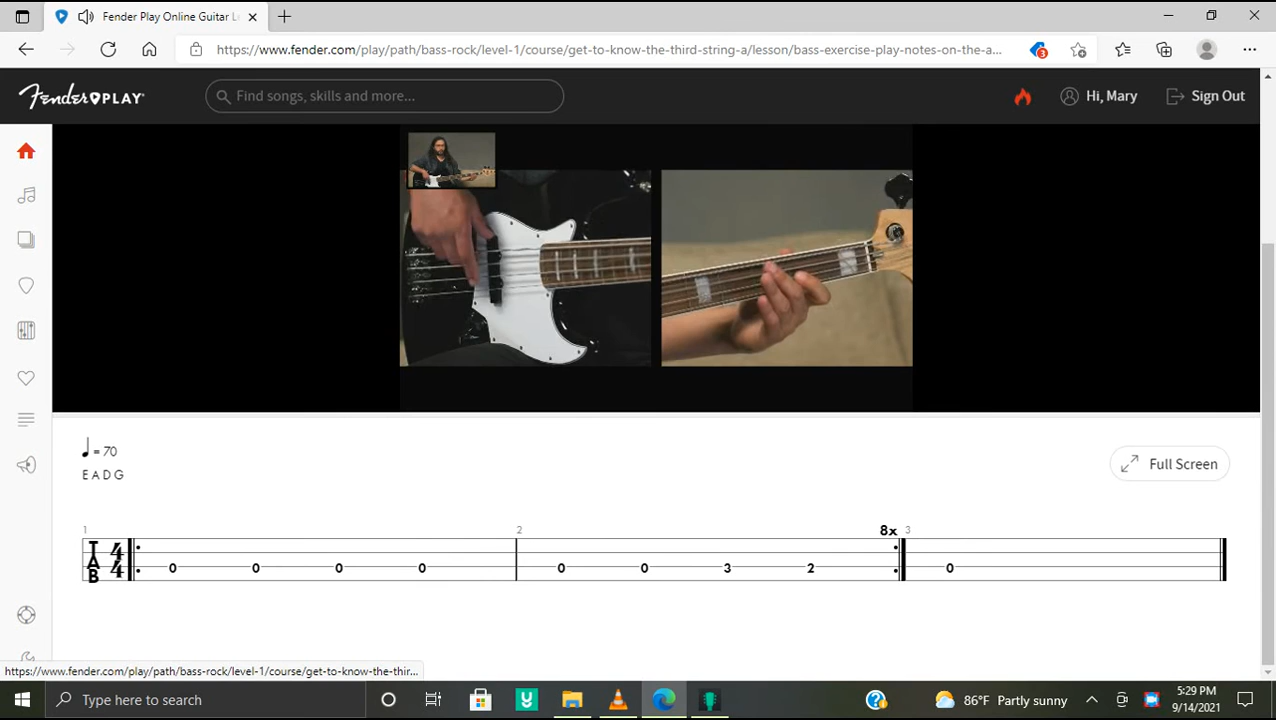 Fender Play Online Guitar Le
https://www.fender.com/play/path/bass-rock/level-1/course/get-to-know-the-third-string-a/lesson/bass-exercise-play-notes-on-the-a...
3
Fender PLAY
Find songs, skills and more...
Hi, Mary
Sign Out
= 70
E A D G
Full Screen
1
2
8x
3
T A B
4 4
0 0 0 0 0 0 3 2 0
https://www.fender.com/play/path/bass-rock/level-1/course/get-to-know-the-thir...
Type here to search
86°F Partly sunny
5:29 PM
9/14/2021